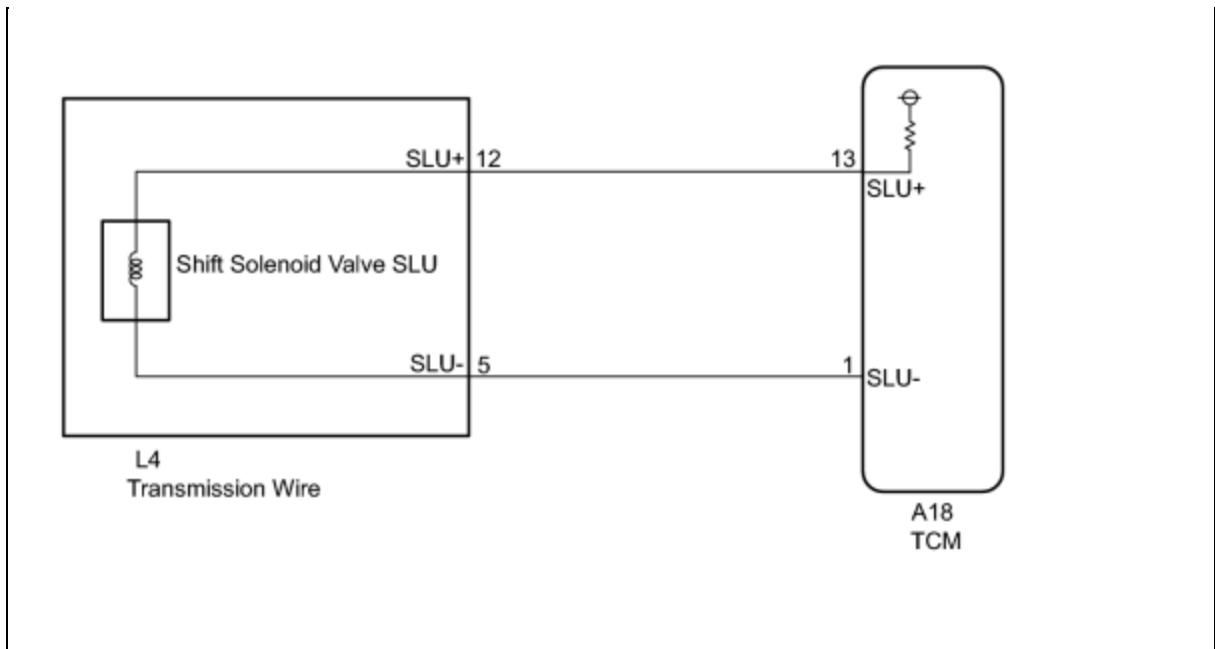 SLU+ 12
13
SLU+
Shift Solenoid Valve SLU
SLU- 5
1
SLU-
L4
Transmission Wire
A18
TCM